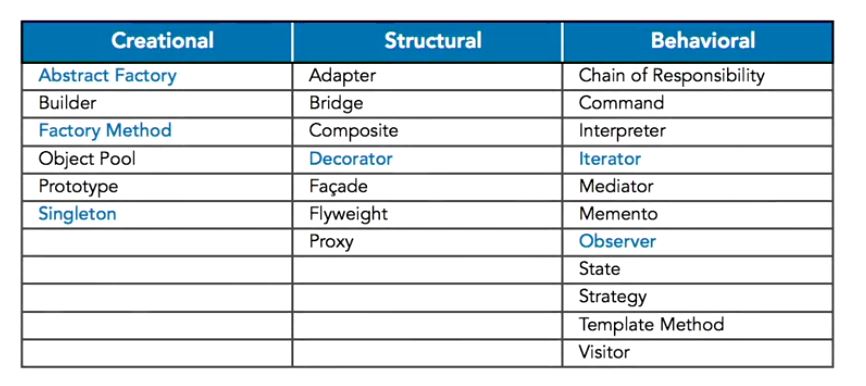 Creational Structural Behavioral
Abstract Factory Adapter Chain of Responsibility
Builder Bridge Command
Factory Method Composite Interpreter
Object Pool Decorator Iterator
Prototype Façade Mediator
Singleton Flyweight Memento
Proxy Observer
State
Strategy
Template Method
Visitor